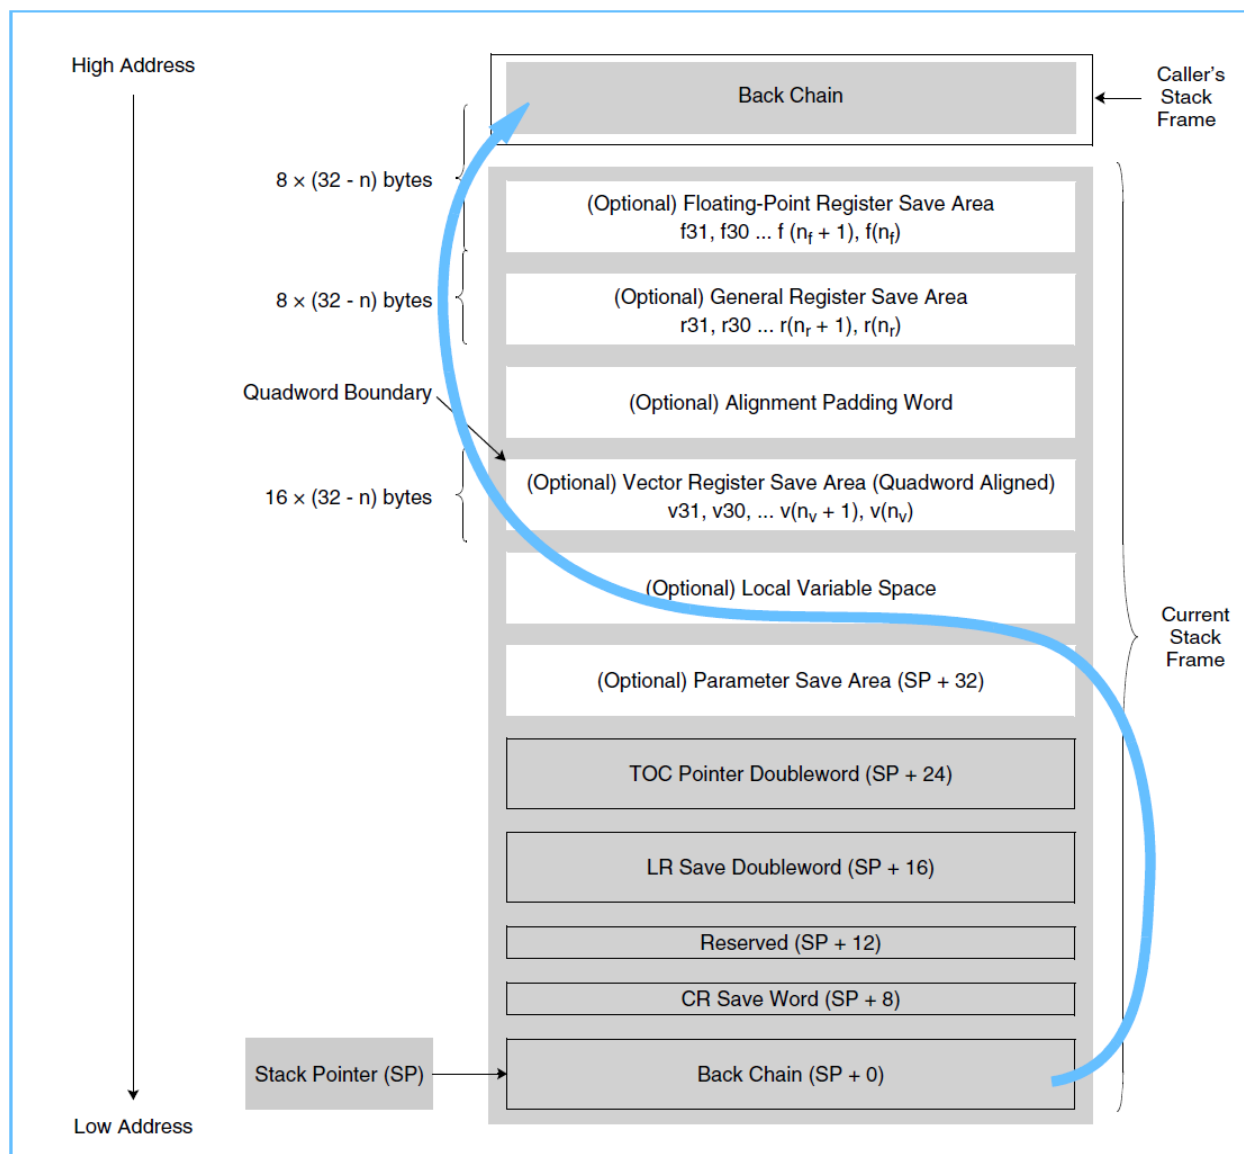 High Address
Back Chain
Caller's
Stack
Frame
8 × (32 - n) bytes
(Optional) Floating-Point Register Save Area
f31, f30 ... f (nf + 1), f(nf)
8 × (32 - n) bytes
(Optional) General Register Save Area
r31, r30 ... r(nr + 1), r(nr)
Quadword Boundary
(Optional) Alignment Padding Word
16 × (32 - n) bytes
(Optional) Vector Register Save Area (Quadword Aligned)
v31, v30, ... v(nv + 1), v(nv)
(Optional) Local Variable Space
Current
Stack
Frame
(Optional) Parameter Save Area (SP + 32)
TOC Pointer Doubleword (SP + 24)
LR Save Doubleword (SP + 16)
Reserved (SP + 12)
CR Save Word (SP + 8)
Stack Pointer (SP)
Back Chain (SP + 0)
Low Address